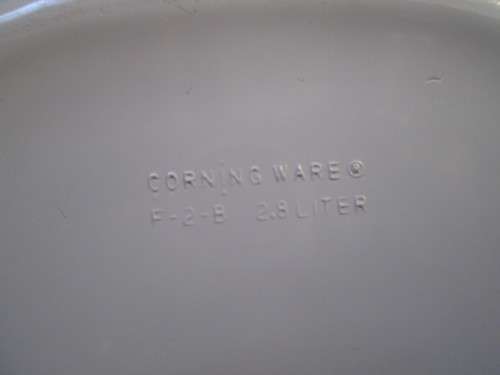 CORNING WARE®
F-2-B 2.8 LITER